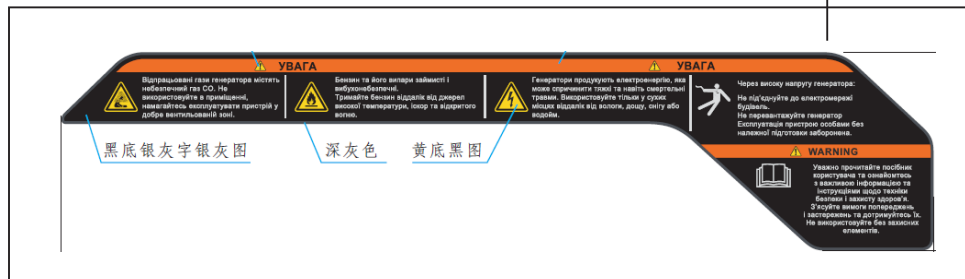 УВАГА
УВАГА
Відпрацьовані гази генератора містять
небезпечний газ CO. Не
використовуйте в приміщенні,
намагайтесь експлуатувати пристрій у
добре вентильованій зоні.
Бензин та його випари займисті і
вибухонебезпечні.
Тримайте бензин віддалік від джерел
високої температури, іскор та відкритого
вогню.
Генератори продукують електроенергію, яка
може спричинити тяжкі та навіть смертельні
травми. Використовуйте тільки у сухих
місцях віддалік від вологи, дощу, снігу або
водойм.
Через високу напругу генератора:
Не під'єднуйте до електромережі
будівель.
Не перевантажуйте генератор
Експлуатація пристрою особами без
належної підготовки заборонена.
WARNING
Уважно прочитайте посібник
користувача та ознайомтесь
з важливою інформацією та
інструкціями щодо техніки
безпеки і захисту здоров'я.
З'ясуйте вимоги попереджень
і застережень та дотримуйтесь їх.
Не використовуйте без захисних
елементів.
黑底银灰字银灰图
深灰色
黄底黑图